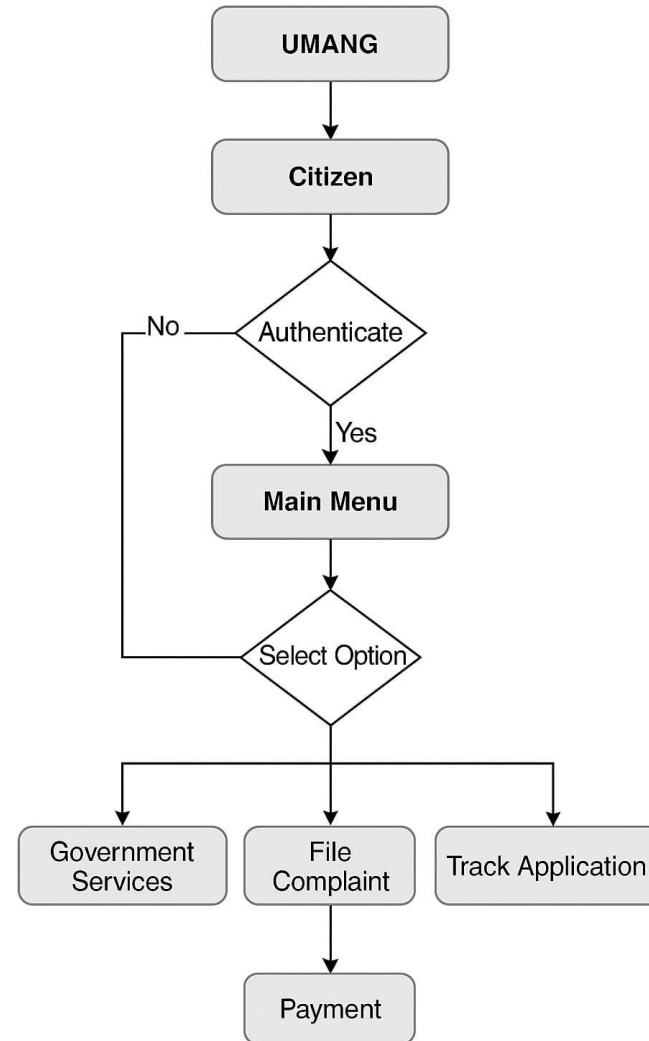 UMANG
Citizen
Authenticate
No
Yes
Main Menu
Select Option
Government
Services
File
Complaint
Track Application
Payment